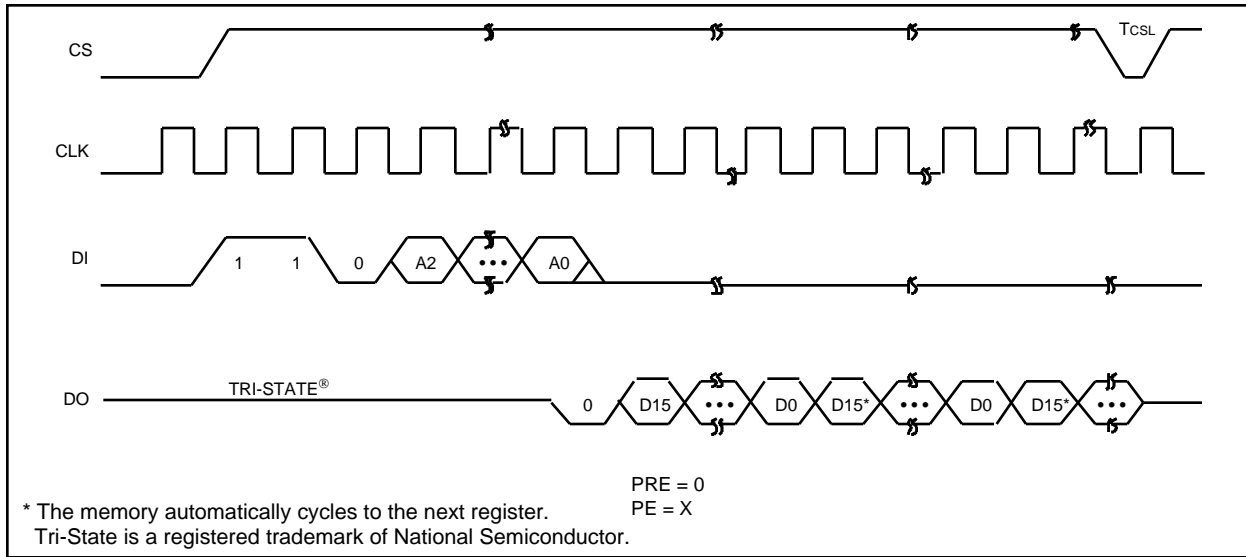 CS
TCSL
CLK
DI
1 1 0 A2 ••• A0
DO
TRI-STATE®
0 D15 ••• D0 D15* ••• D0 D15* •••
PRE = 0
PE = X
* The memory automatically cycles to the next register.
Tri-State is a registered trademark of National Semiconductor.